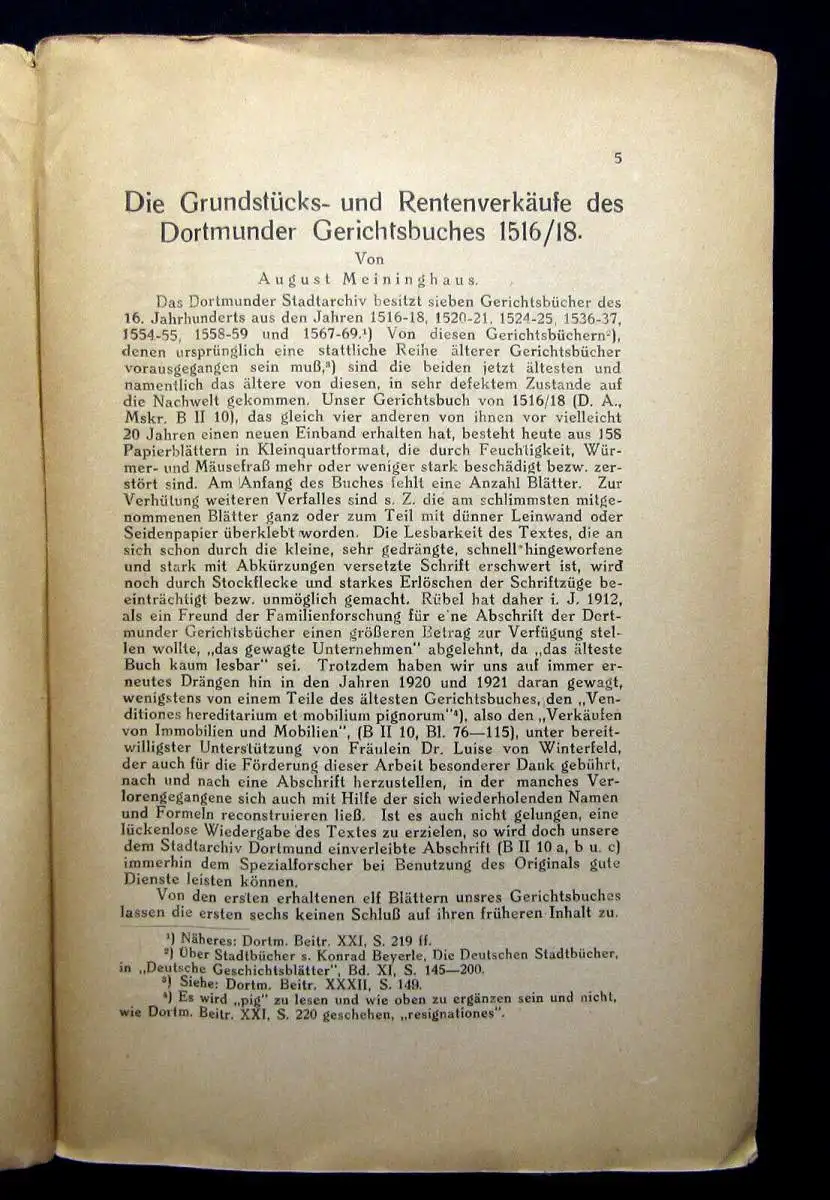 5
Die Grundstücks- und Rentenverkäufe des
Dortmunder Gerichtsbuches 1516/18.
Von
August Meininghaus.
Das Dortmunder Stadtarchiv besitzt sieben Gerichtsbücher des
16. Jahrhunderts aus den Jahren 1516-18, 1520-21, 1524-25, 1536-37,
1554-55, 1558-59 und 1567-69.¹) Von diesen Gerichtsbüchern²),
denen ursprünglich eine stattliche Reihe älterer Gerichtsbücher
vorausgegangen sein muß,³) sind die beiden jetzt ältesten und
namentlich das ältere von diesen, in sehr defektem Zustande auf
die Nachwelt gekommen. Unser Gerichtsbuch von 1516/18 (D. A.,
Mskr. B II 10), das gleich vier anderen von ihnen vor vielleicht
20 Jahren einen neuen Einband erhalten hat, besteht heute aus 158
Papierblättern in Kleinquartformat, die durch Feuchtigkeit, Wür-
mer- und Mäusefraß mehr oder weniger stark beschädigt bezw. zer-
stört sind. Am Anfang des Buches fehlt eine Anzahl Blätter. Zur
Verhütung weiteren Verfalles sind s. Z. die am schlimmsten mitge-
nommenen Blätter ganz oder zum Teil mit dünner Leinwand oder
Seidenpapier überklebt worden. Die Lesbarkeit des Textes, die an
sich schon durch die kleine, sehr gedrängte, schnell hingeworfene
und stark mit Abkürzungen versetzte Schrift erschwert ist, wird
noch durch Stockflecke und starkes Erlöschen der Schriftzüge be-
einträchtigt bezw. unmöglich gemacht. Rübel hat daher i. J. 1912,
als ein Freund der Familienforschung für e'ne Abschrift der Dort-
munder Gerichtsbücher einen größeren Betrag zur Verfügung stel-
len wollte, „das gewagte Unternehmen" abgelehnt, da „das älteste
Buch kaum lesbar" sei. Trotzdem haben wir uns auf immer er-
neutes Drängen hin in den Jahren 1920 und 1921 daran gewagt,
wenigstens von einem Teile des ältesten Gerichtsbuches, den „Ven-
ditiones hereditarium et mobilium pignorum"⁴), also den „Verkäufen
von Immobilien und Mobilien", (B II 10, Bl. 76—115), unter bereit-
willigster Unterstützung von Fräulein Dr. Luise von Winterfeld,
der auch für die Förderung dieser Arbeit besonderer Dank gebührt,
nach und nach eine Abschrift herzustellen, in der manches Ver-
lorengegangene sich auch mit Hilfe der sich wiederholenden Namen
und Formeln reconstruieren ließ. Ist es auch nicht gelungen, eine
lückenlose Wiedergabe des Textes zu erzielen, so wird doch unsere
dem Stadtarchiv Dortmund einverleibte Abschrift (B II 10 a, b u. c)
immerhin dem Spezialforscher bei Benutzung des Originals gute
Dienste leisten können.
Von den ersten erhaltenen elf Blättern unsres Gerichtsbuches
lassen die ersten sechs keinen Schluß auf ihren früheren Inhalt zu.
¹) Näheres: Dortm. Beitr. XXI, S. 219 ff.
²) Über Stadtbücher s. Konrad Beyerle, Die Deutschen Stadtbücher,
in „Deutsche Geschichtsblätter", Bd. XI, S. 145—200.
³) Siehe: Dortm. Beitr. XXXII, S. 149.
⁴) Es wird „pig" zu lesen und wie oben zu ergänzen sein und nicht,
wie Dortm. Beitr. XXI, S. 220 geschehen, „resignationes".